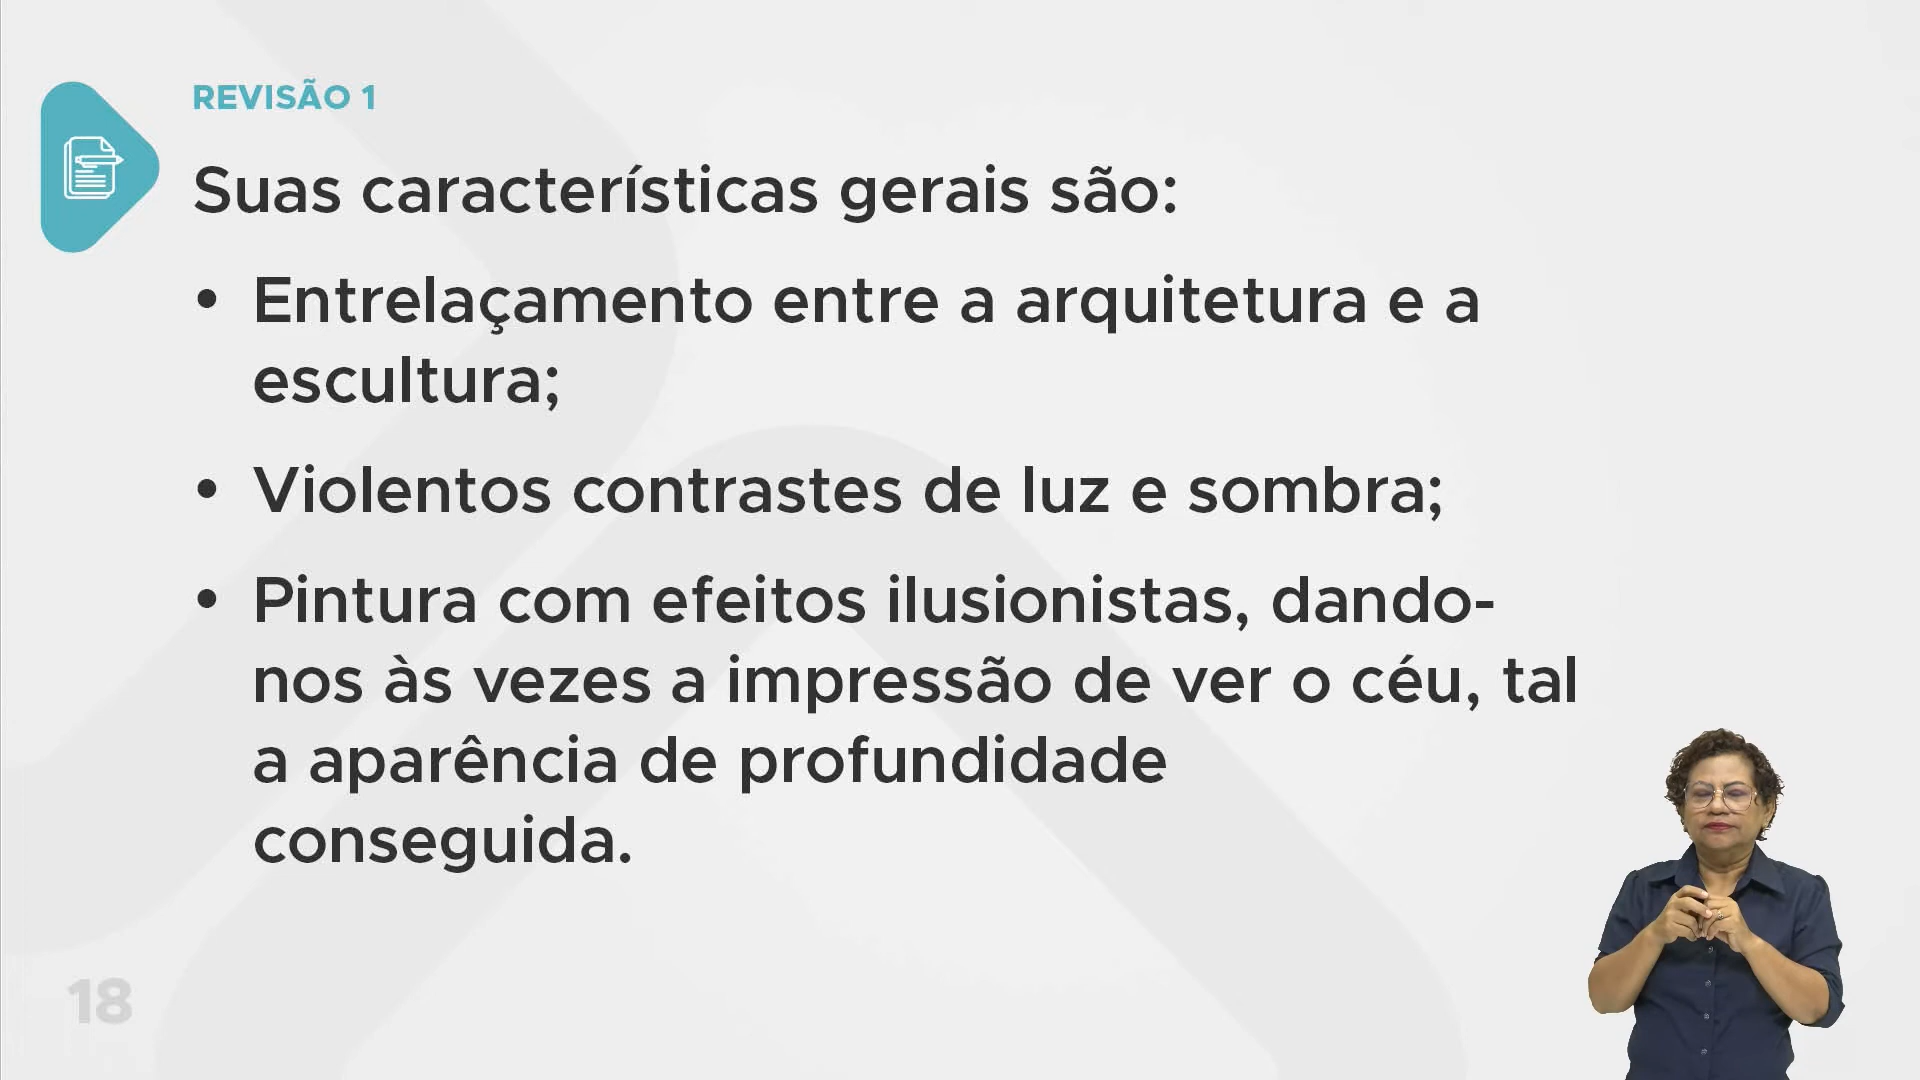 REVISÃO 1
Suas características gerais são:
• Entrelaçamento entre a arquitetura e a
escultura;
• Violentos contrastes de luz e sombra;
• Pintura com efeitos ilusionistas, dando-
nos às vezes a impressão de ver o céu, tal
a aparência de profundidade
conseguida.
18